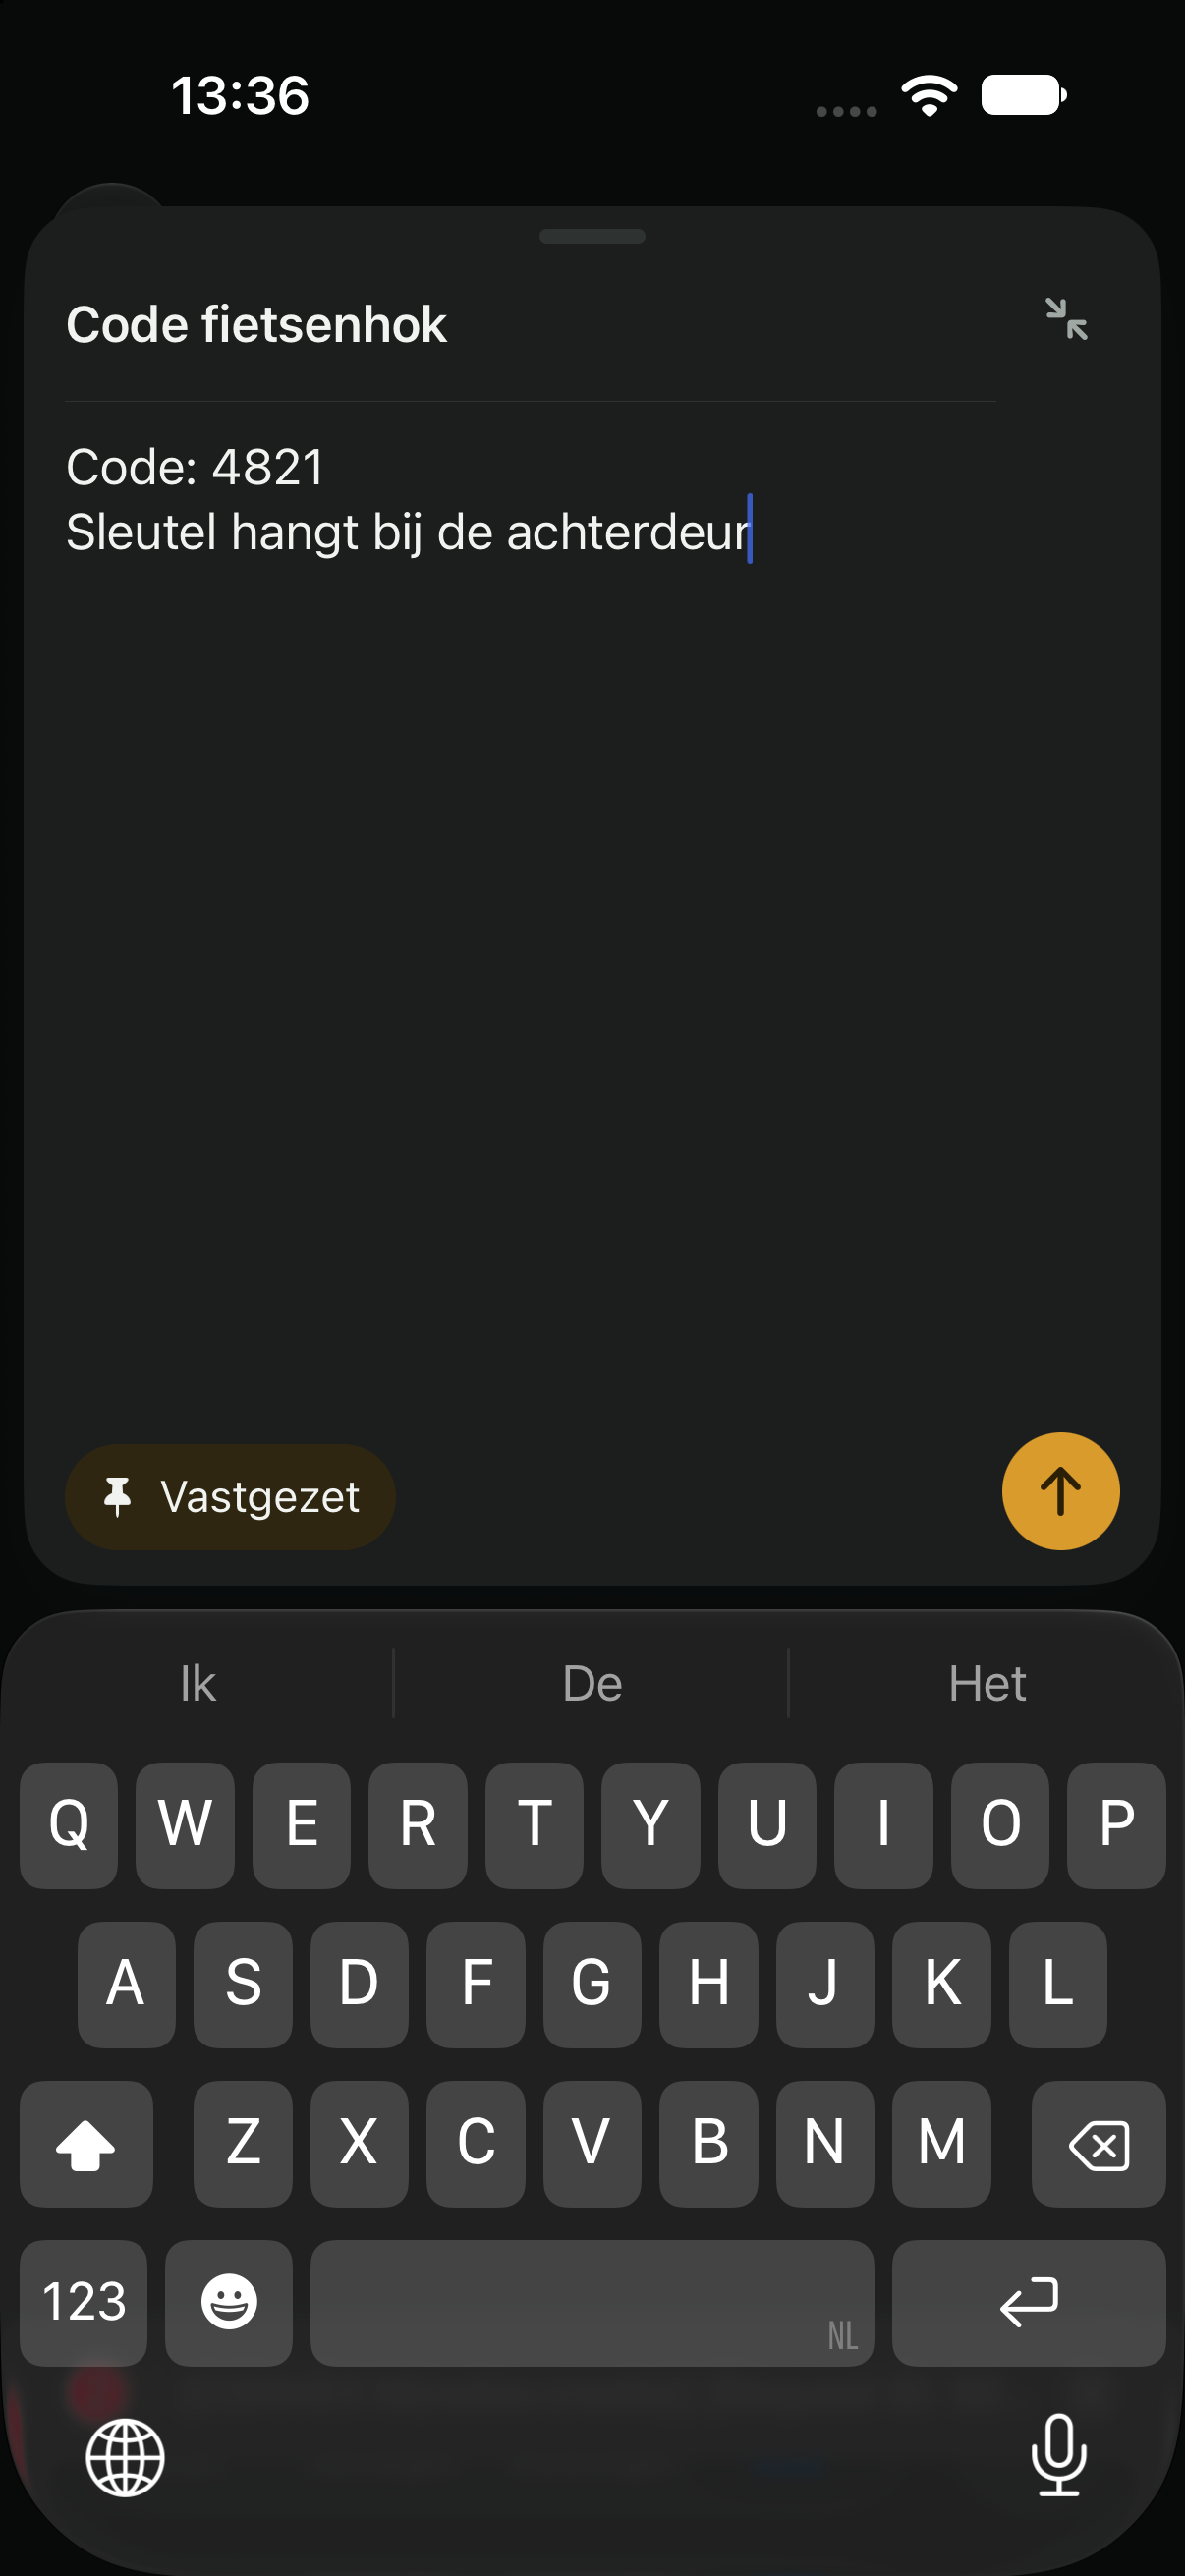 13:36
Code fietsenhok
Code: 4821
Sleutel hangt bij de achterdeur
Vastgezet
Ik De Het
Q W E R T Y U I O P
A S D F G H J K L
Z X C V B N M
123 NL